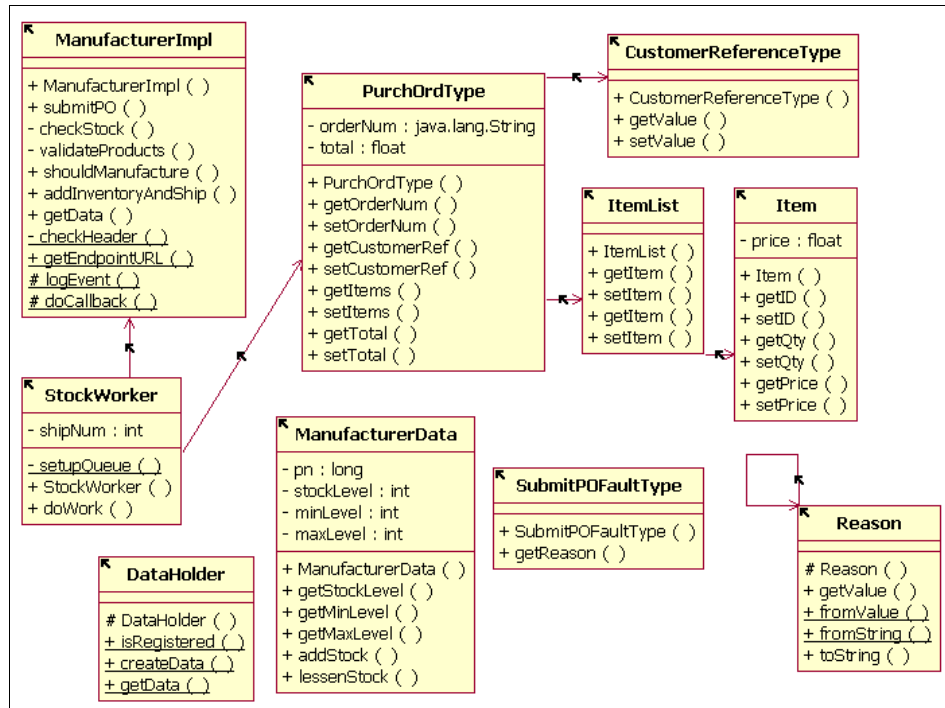 ManufacturerImpl
+ ManufacturerImpl ( )
+ submitPO ( )
- checkStock ( )
- validateProducts ( )
+ shouldManufacture ( )
+ addInventoryAndShip ( )
+ getData ( )
- checkHeader ( )
+ getEndpointURL ( )
# logEvent ( )
# doCallback ( )
PurchOrdType
- orderNum : java.lang.String
- total : float
+ PurchOrdType ( )
+ getOrderNum ( )
+ setOrderNum ( )
+ getCustomerRef ( )
+ setCustomerRef ( )
+ getItems ( )
+ setItems ( )
+ getTotal ( )
+ setTotal ( )
CustomerReferenceType
+ CustomerReferenceType ( )
+ getValue ( )
+ setValue ( )
ItemList
+ ItemList ( )
+ getItem ( )
+ setItem ( )
+ getItem ( )
+ setItem ( )
Item
- price : float
+ Item ( )
+ getID ( )
+ setID ( )
+ getQty ( )
+ setQty ( )
+ getPrice ( )
+ setPrice ( )
StockWorker
- shipNum : int
- setupQueue ( )
+ StockWorker ( )
+ doWork ( )
ManufacturerData
- pn : long
- stockLevel : int
- minLevel : int
- maxLevel : int
+ ManufacturerData ( )
+ getStockLevel ( )
+ getMinLevel ( )
+ getMaxLevel ( )
+ addStock ( )
+ lessenStock ( )
SubmitPOFaultType
+ SubmitPOFaultType ( )
+ getReason ( )
Reason
# Reason ( )
+ getValue ( )
+ fromValue ( )
+ fromString ( )
+ toString ( )
DataHolder
# DataHolder ( )
+ isRegistered ( )
+ createData ( )
+ getData ( )